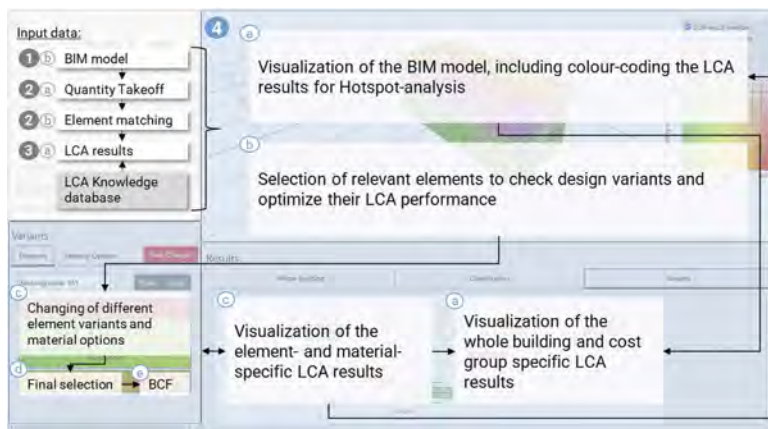 Input data:
1 b BIM model
2 a Quantity Takeoff
2 b Element matching
3 a LCA results
LCA Knowledge
database
4
a
Visualization of the BIM model, including colour-coding the LCA
results for Hotspot-analysis
b
Selection of relevant elements to check design variants and
optimize their LCA performance
Variants
Results
c
Changing of different
element variants and
material options
d
Final selection
e
BCF
c
Visualization of the
element- and material-
specific LCA results
a
Visualization of the
whole building and cost
group specific LCA
results